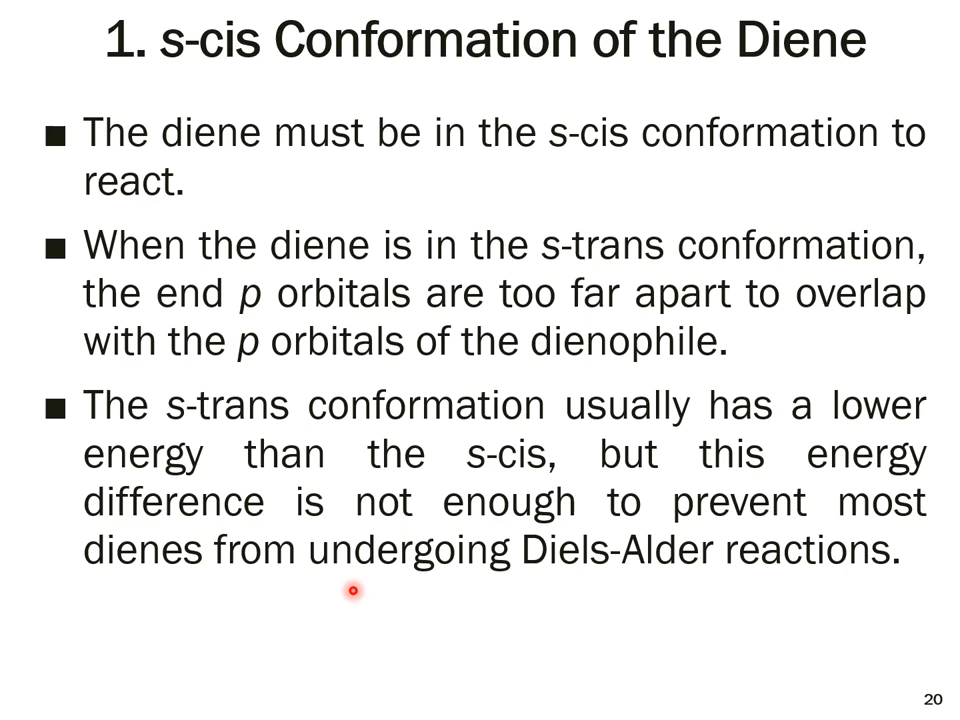 1. s-cis Conformation of the Diene
■ The diene must be in the s-cis conformation to
react.
■ When the diene is in the s-trans conformation,
the end p orbitals are too far apart to overlap
with the p orbitals of the dienophile.
■ The s-trans conformation usually has a lower
energy than the s-cis, but this energy
difference is not enough to prevent most
dienes from undergoing Diels-Alder reactions.
20